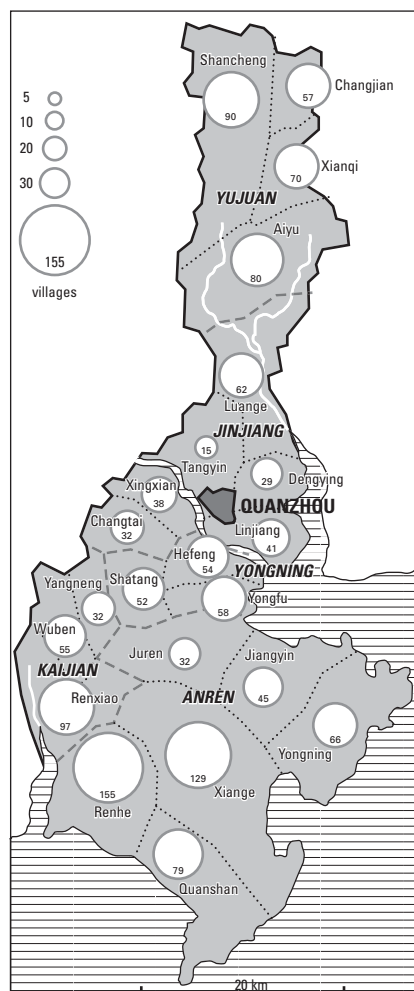 5
10
20
30
155
villages
Shancheng
90
Changjian
57
Xianqi
70
YUJUAN
Aiyu
80
62
Luange
JINJIANG
15
Tangyin
29
Dengying
Xingxian
38
QUANZHOU
Changtai
32
Linjiang
41
Hefeng
54
YONGNING
Shatang
52
Yangneng
32
58
Yongfu
Wuben
55
Juren
32
Jiangyin
45
KAIJIAN
Renxiao
97
ANREN
66
Yongning
155
Renhe
129
Xiange
79
Quanshan
20 km